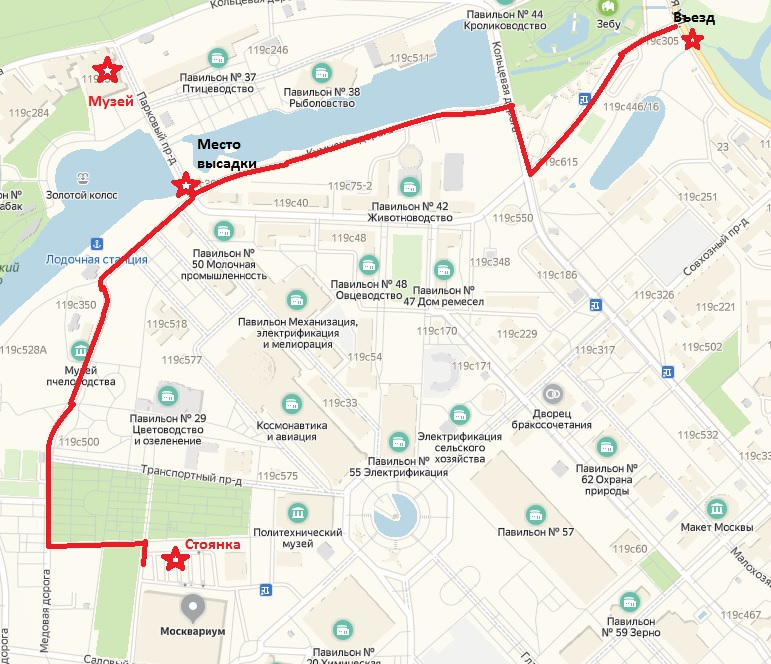 Кольцевая дорога
Павильон № 44
Кролиководство
Зебу
Въезд
119с305
119с246
119с511
Павильон № 37
Птицеводство
Павильон № 38
Рыболовство
Музей
119с284
Парковый пр-д
Кольцевая дорога
119с446/16
Место
высадки
119с615
Золотой колос
119с75-2
119с40
Павильон № 42
Животноводство
119с550
119с251
Совхозный пр-д
Лодочная станция
Павильон №
50 Молочная
промышленность
119с48
Павильон № 48
Овцеводство
119с348
Павильон №
47 Дом ремесел
119с186
119с326
119с221
23
119с350
119с518
Павильон Механизация,
электрификация
и мелиорация
119с170
119с229
119с317
119с502
119с528А
Музей
пчеловодства
119с577
119с54
119с171
Павильон № 29
Цветоводство
и озеленение
119с33
Космонавтика
и авиация
Дворец
бракосочетания
119с500
Электрификация
сельского
хозяйства
119с532
33
Транспортный пр-д
119с575
Павильон №
55 Электрификация
Павильон №
62 Охрана
природы
Политехнический
музей
Павильон № 57
Макет Москвы
Стоянка
119с60
Малохозя
Медовая дорога
Москвариум
Павильон №
59 Зерно
119с467
Садовый
Павильон №
20 Химическая
дорога